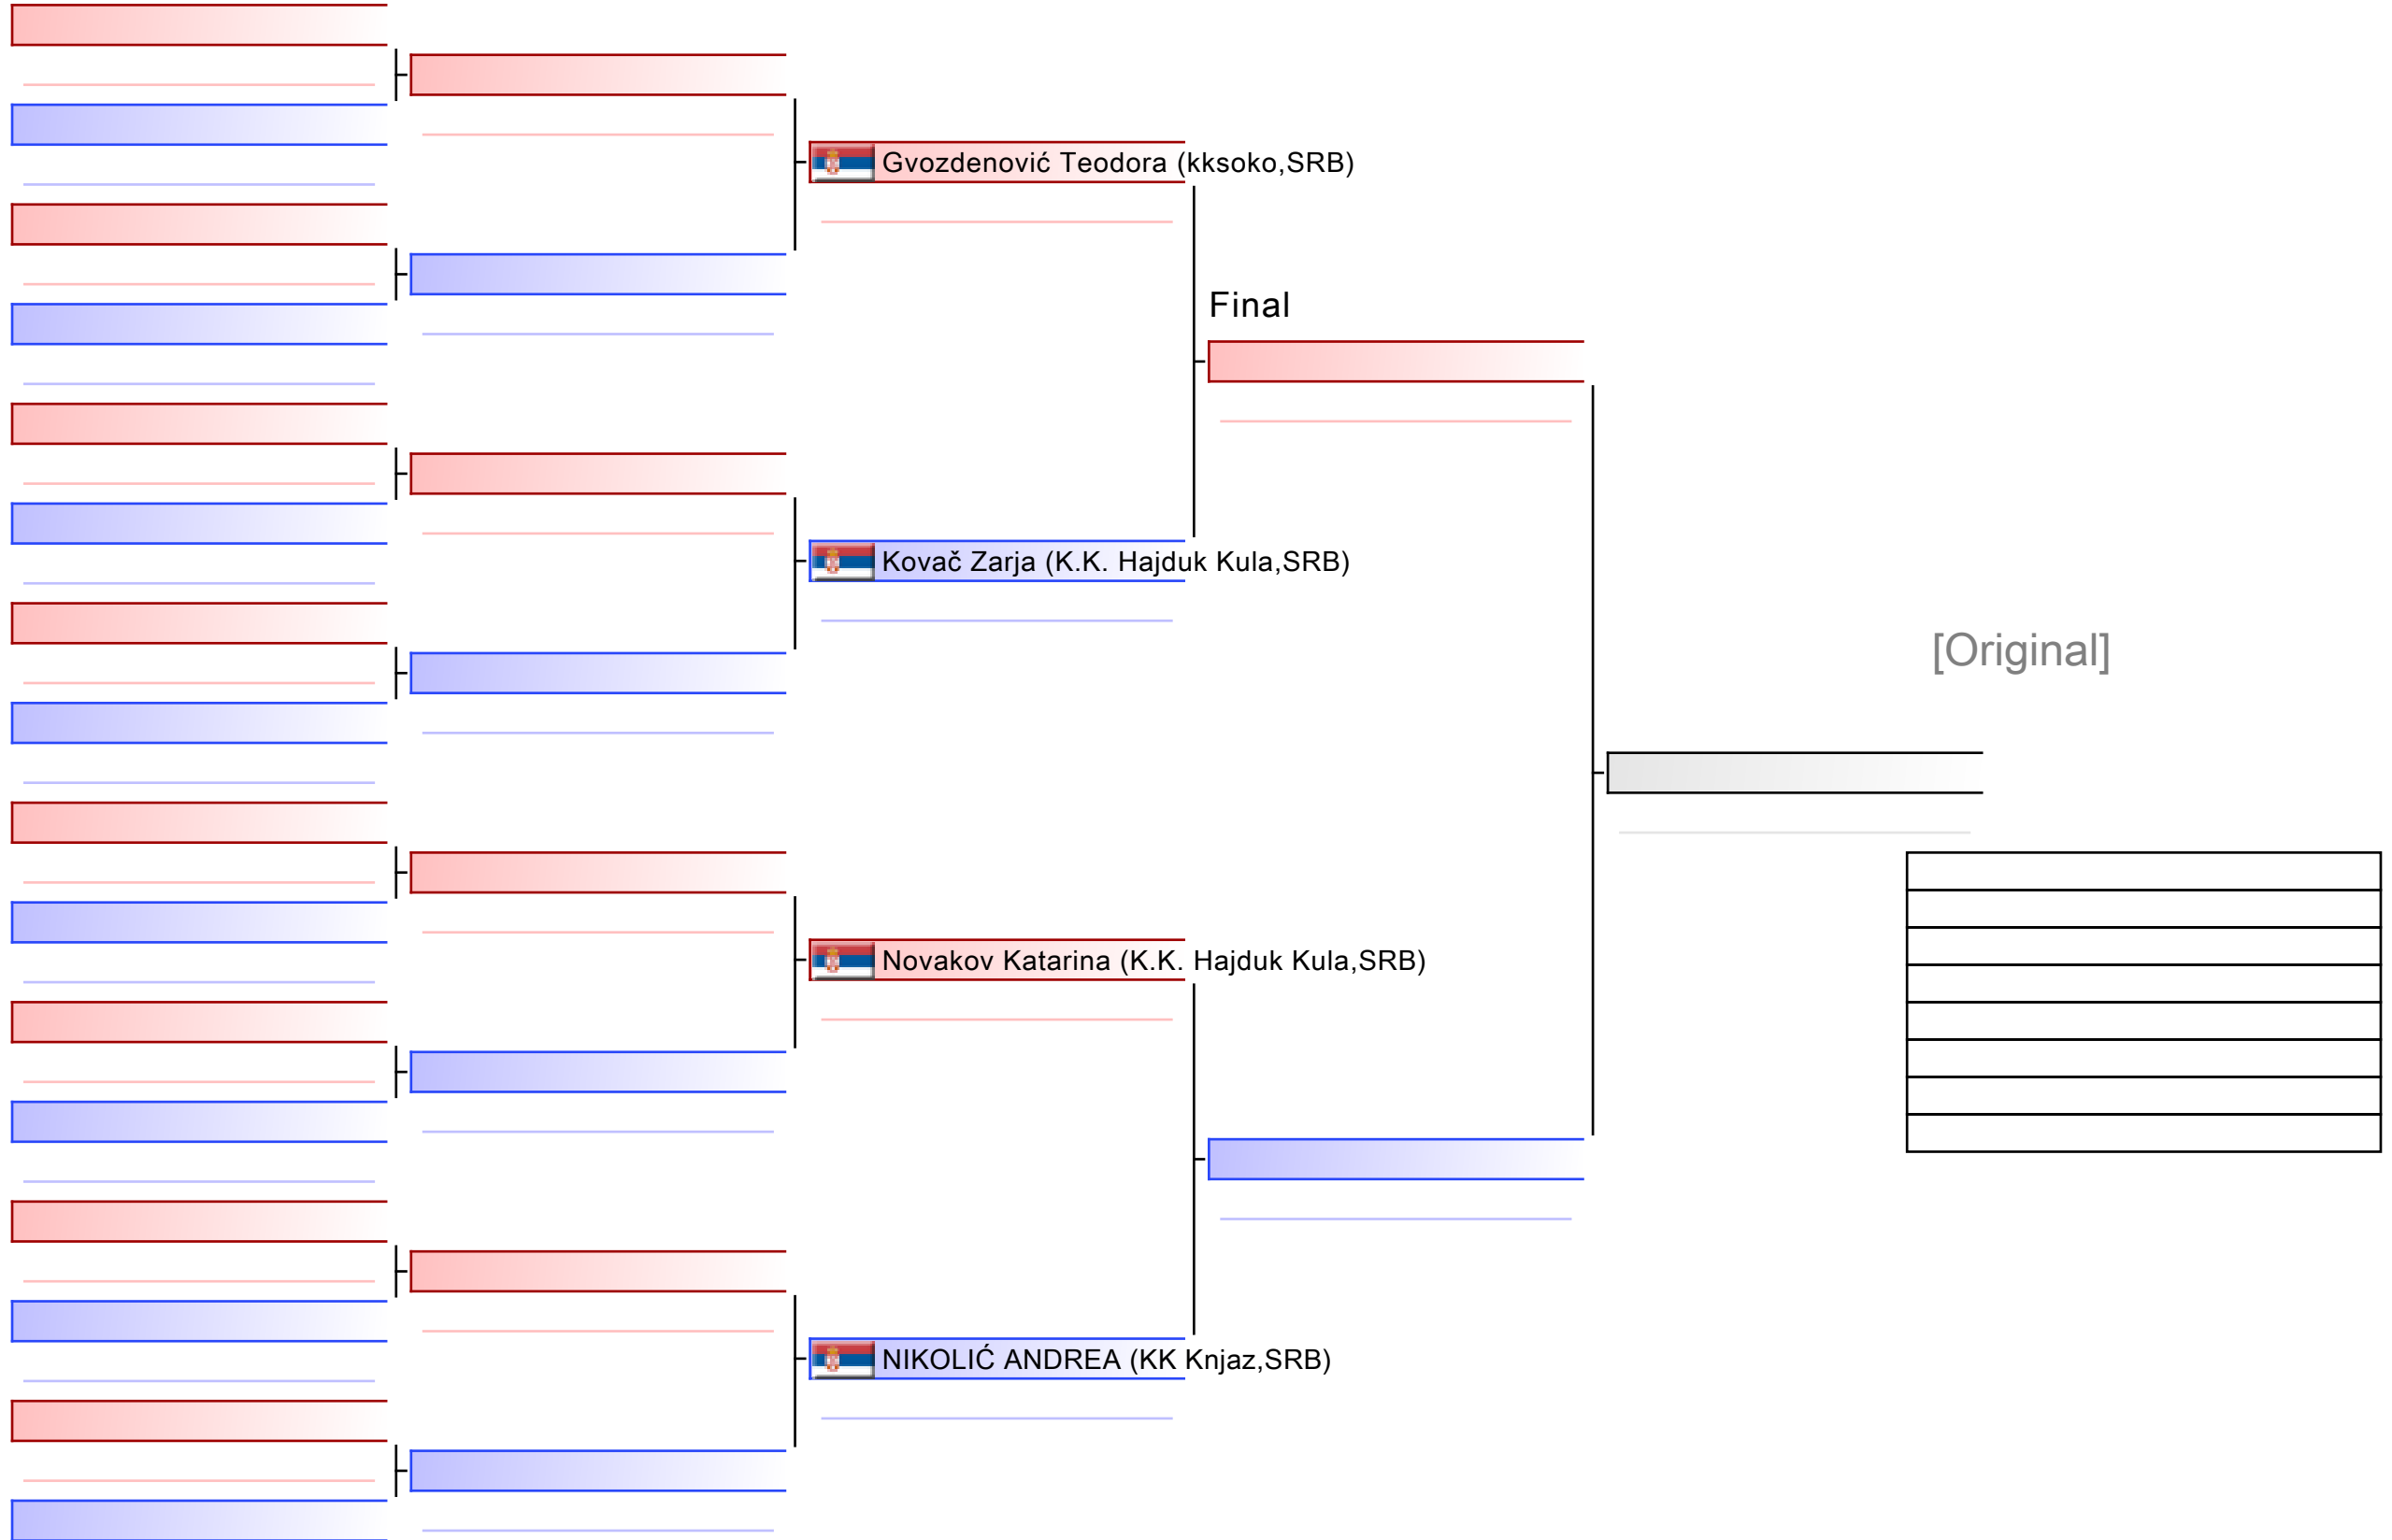 Gvozdenović Teodora (kksoko,SRB)
Final
Kovač Zarja (K.K. Hajduk Kula,SRB)
[Original]
Novakov Katarina (K.K. Hajduk Kula,SRB)
NIKOLIĆ ANDREA (KK Knjaz,SRB)